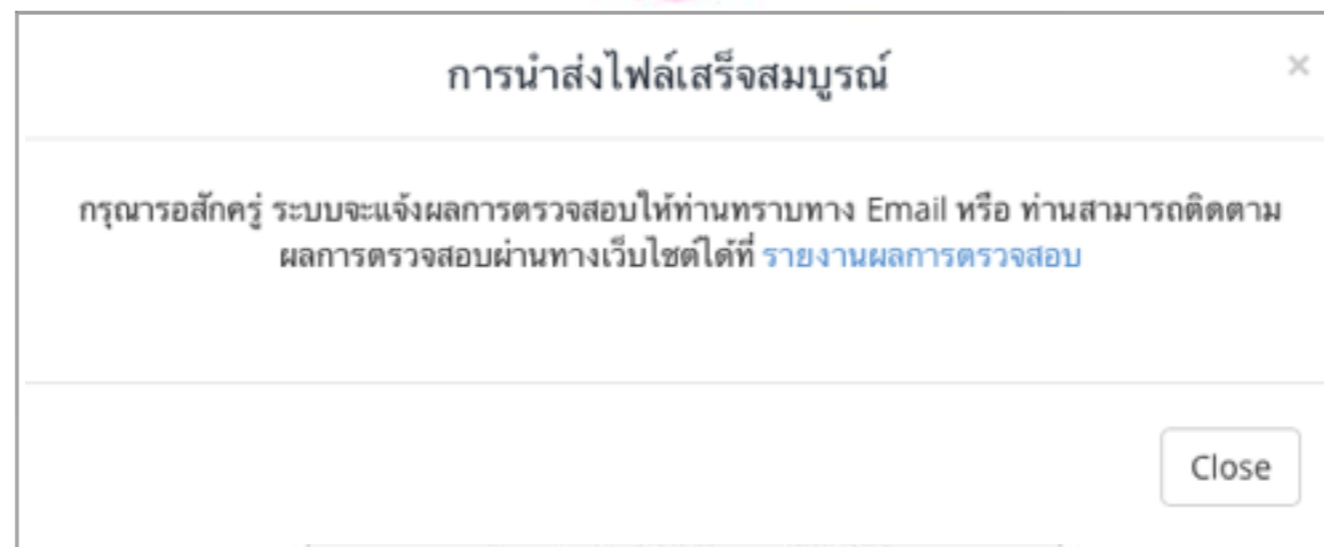 การนำส่งไฟล์เสร็จสมบูรณ์
×
กรุณารอสักครู่ ระบบจะแจ้งผลการตรวจสอบให้ท่านทราบทาง Email หรือ ท่านสามารถติดตาม
ผลการตรวจสอบผ่านทางเว็บไซต์ได้ที่ รายงานผลการตรวจสอบ
Close